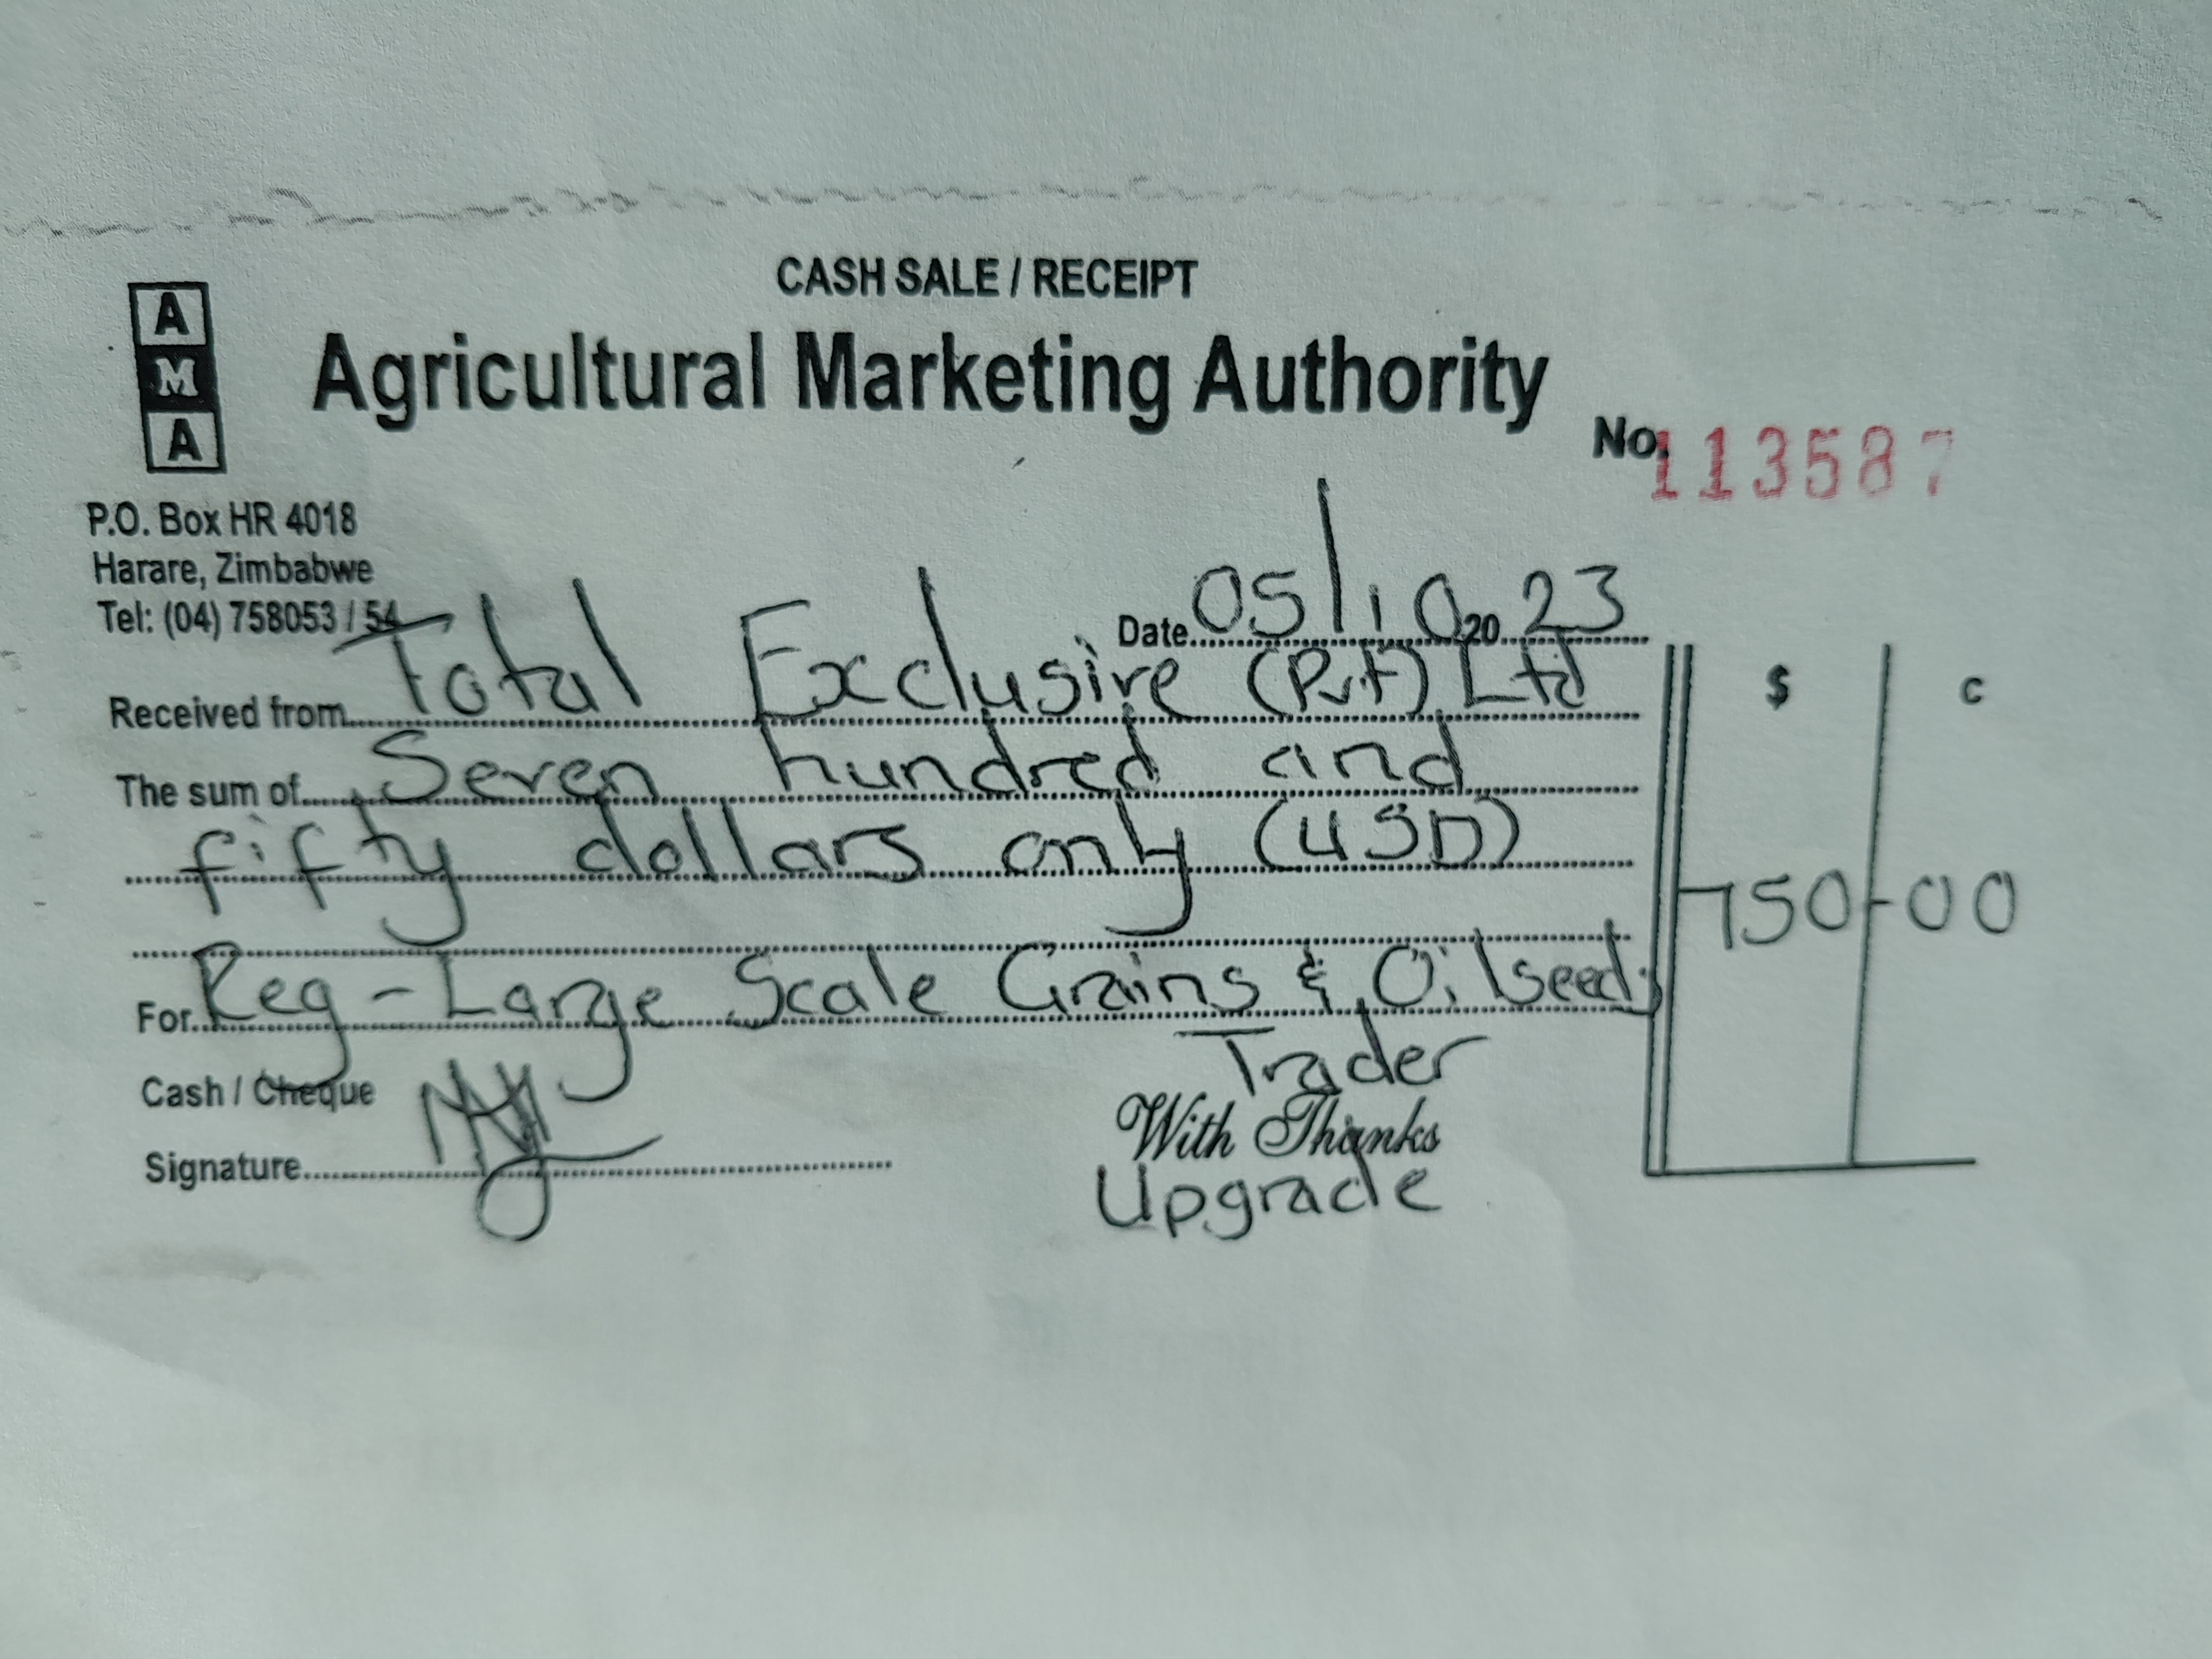 CASH SALE / RECEIPT
A
M
A
Agricultural Marketing Authority
No. 113587
P.O. Box HR 4018
Harare, Zimbabwe
Tel: (04) 758053 / 54
Date 05/10 20 23
Received from Total Exclusive (Pvt) Ltd
$ c
The sum of Seven hundred and
fifty dollars only (USD)
750-00
For Reg - Large Scale Grains & Oilseeds
Trader
Cash / Cheque
With Thanks
Signature
Upgrade